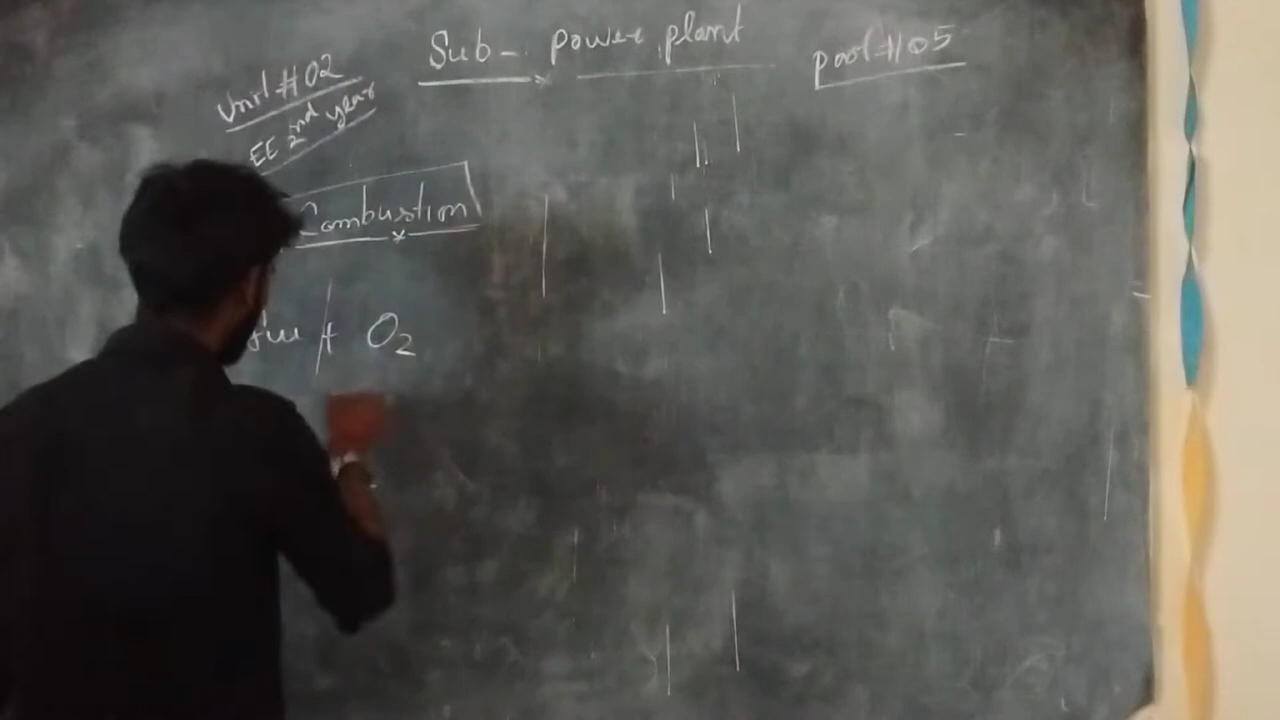 Sub - power plant
part #05
Unit #02
EE 2nd year
Combustion
+ O2